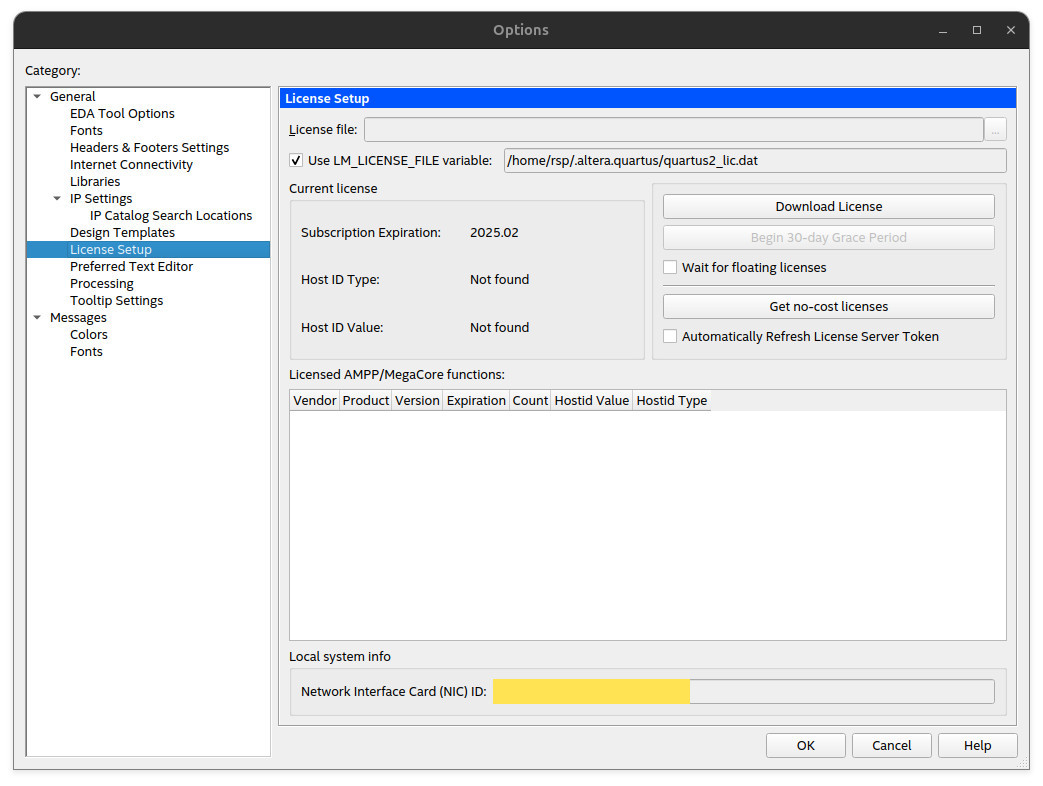 Options
Category:
General
EDA Tool Options
Fonts
Headers & Footers Settings
Internet Connectivity
Libraries
IP Settings
IP Catalog Search Locations
Design Templates
License Setup
Preferred Text Editor
Processing
Tooltip Settings
Messages
Colors
Fonts
License Setup
License file:
...
Use LM_LICENSE_FILE variable: /home/rsp/.altera.quartus/quartus2_lic.dat
Current license
Subscription Expiration: 2025.02
Host ID Type: Not found
Host ID Value: Not found
Download License
Begin 30-day Grace Period
Wait for floating licenses
Get no-cost licenses
Automatically Refresh License Server Token
Licensed AMPP/MegaCore functions:
Vendor Product Version Expiration Count Hostid Value Hostid Type
Local system info
Network Interface Card (NIC) ID:
OK Cancel Help